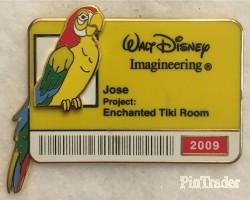 WALT DISNEY
Imagineering ®
Jose
Project:
Enchanted Tiki Room
2009
PinTrader